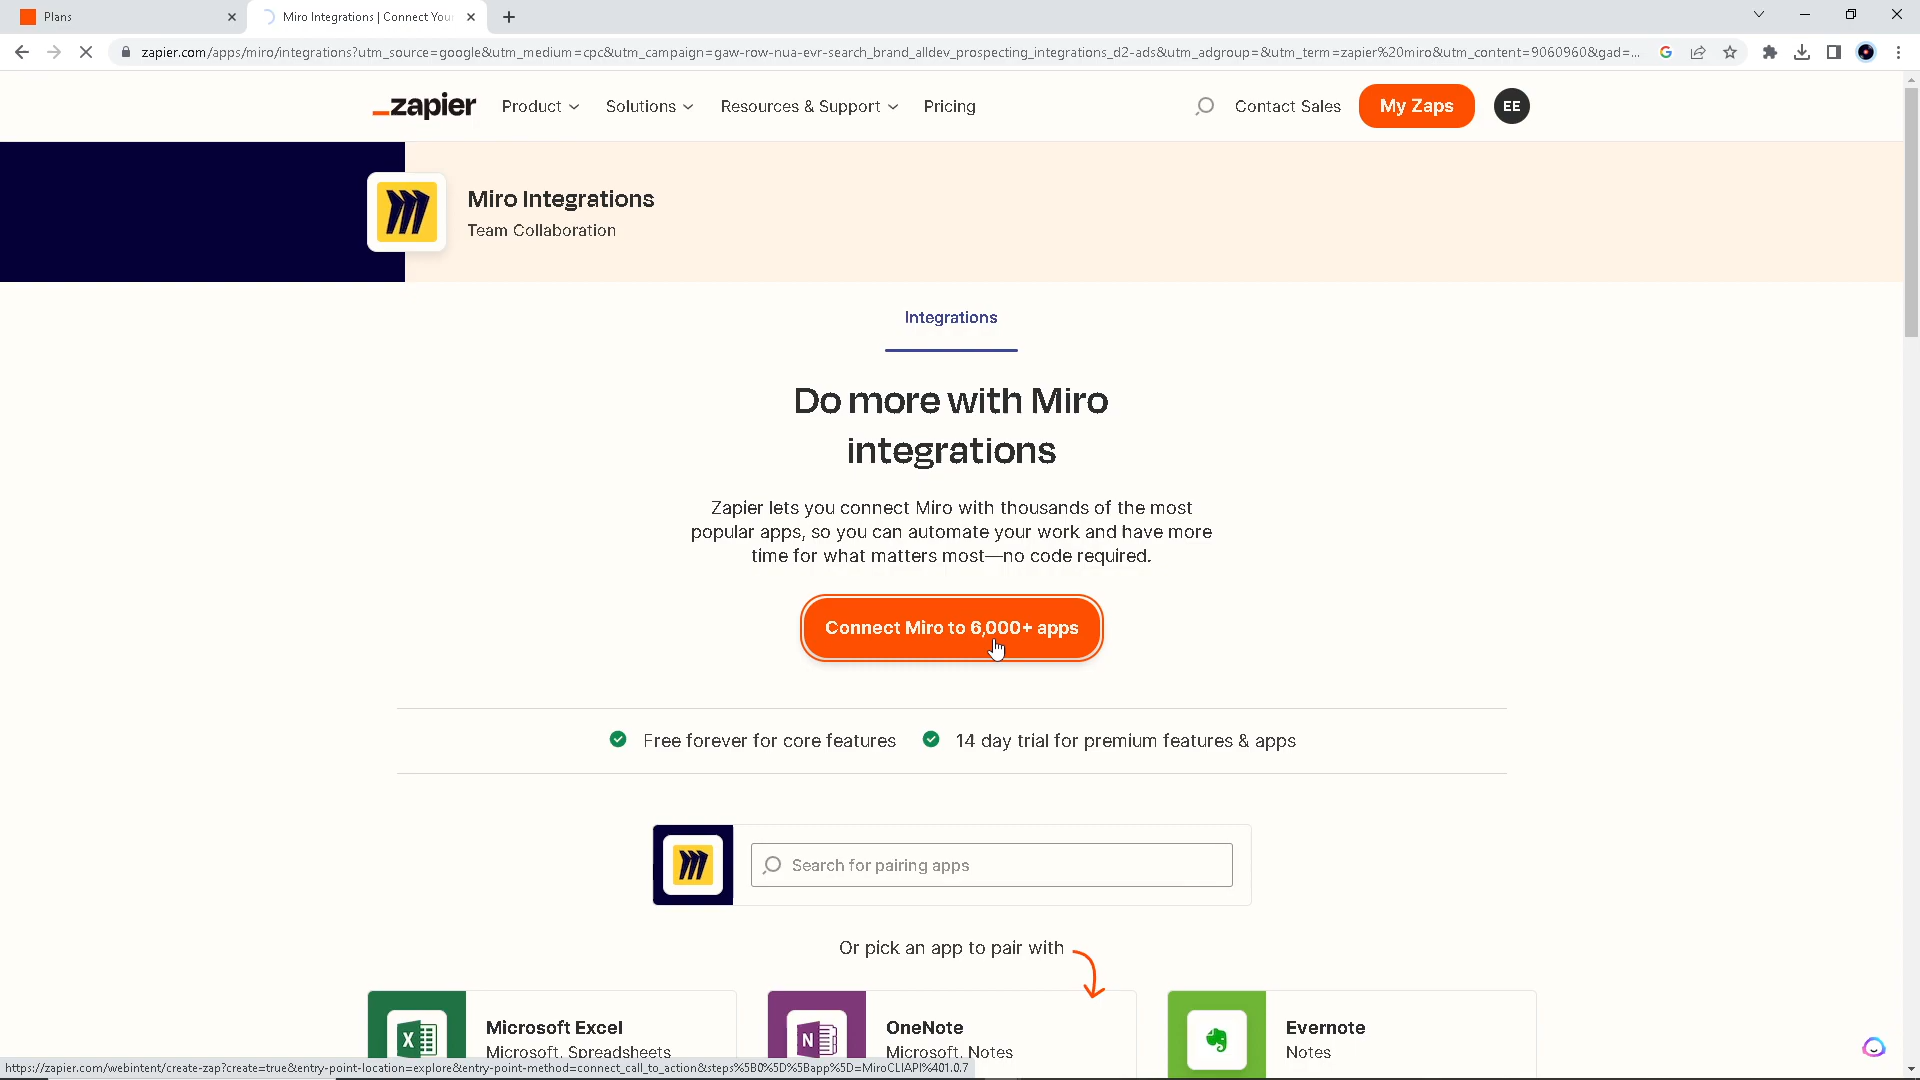 Plans
Miro Integrations | Connect Your
zapier.com/apps/miro/integrations?utm_source=google&utm_medium=cpc&utm_campaign=gaw-row-nua-evr-search_brand_alldev_prospecting_integrations_d2-ads&utm_adgroup=&utm_term=zapier%20miro&utm_content=9060960&gad=...
zapier
Product
Solutions
Resources & Support
Pricing
Contact Sales
My Zaps
EE
Miro Integrations
Team Collaboration
Integrations
Do more with Miro
integrations
Zapier lets you connect Miro with thousands of the most
popular apps, so you can automate your work and have more
time for what matters most—no code required.
Connect Miro to 6,000+ apps
Free forever for core features
14 day trial for premium features & apps
Search for pairing apps
Or pick an app to pair with
Microsoft Excel
Microsoft, Spreadsheets
OneNote
Microsoft, Notes
Evernote
Notes
https://zapier.com/webintent/create-zap?create=true&entry-point-location=explore&entry-point-method=connect_call_to_action&steps%5B0%5D%5Bapp%5D=MiroCLIAPI%401.0.7